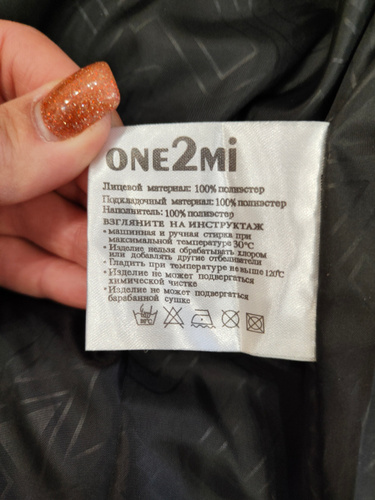 ONE2Mi
Лицевой материал: 100% полиэстер
Подкладочный материал: 100% полиэстер
Наполнитель: 100% полиэстер
ВЗГЛЯНИТЕ НА ИНСТРУКТАЖ
• машинная и ручная стирка при
максимальной температуре 30°C
• Изделие нельзя обрабатывать хлором
или добавлять другие отбеливатели
• Гладить при температуре не выше 120°C
• Изделие не может подвергаться
химической чистке
• Изделие не может подвергаться
барабанной сушке
30°C